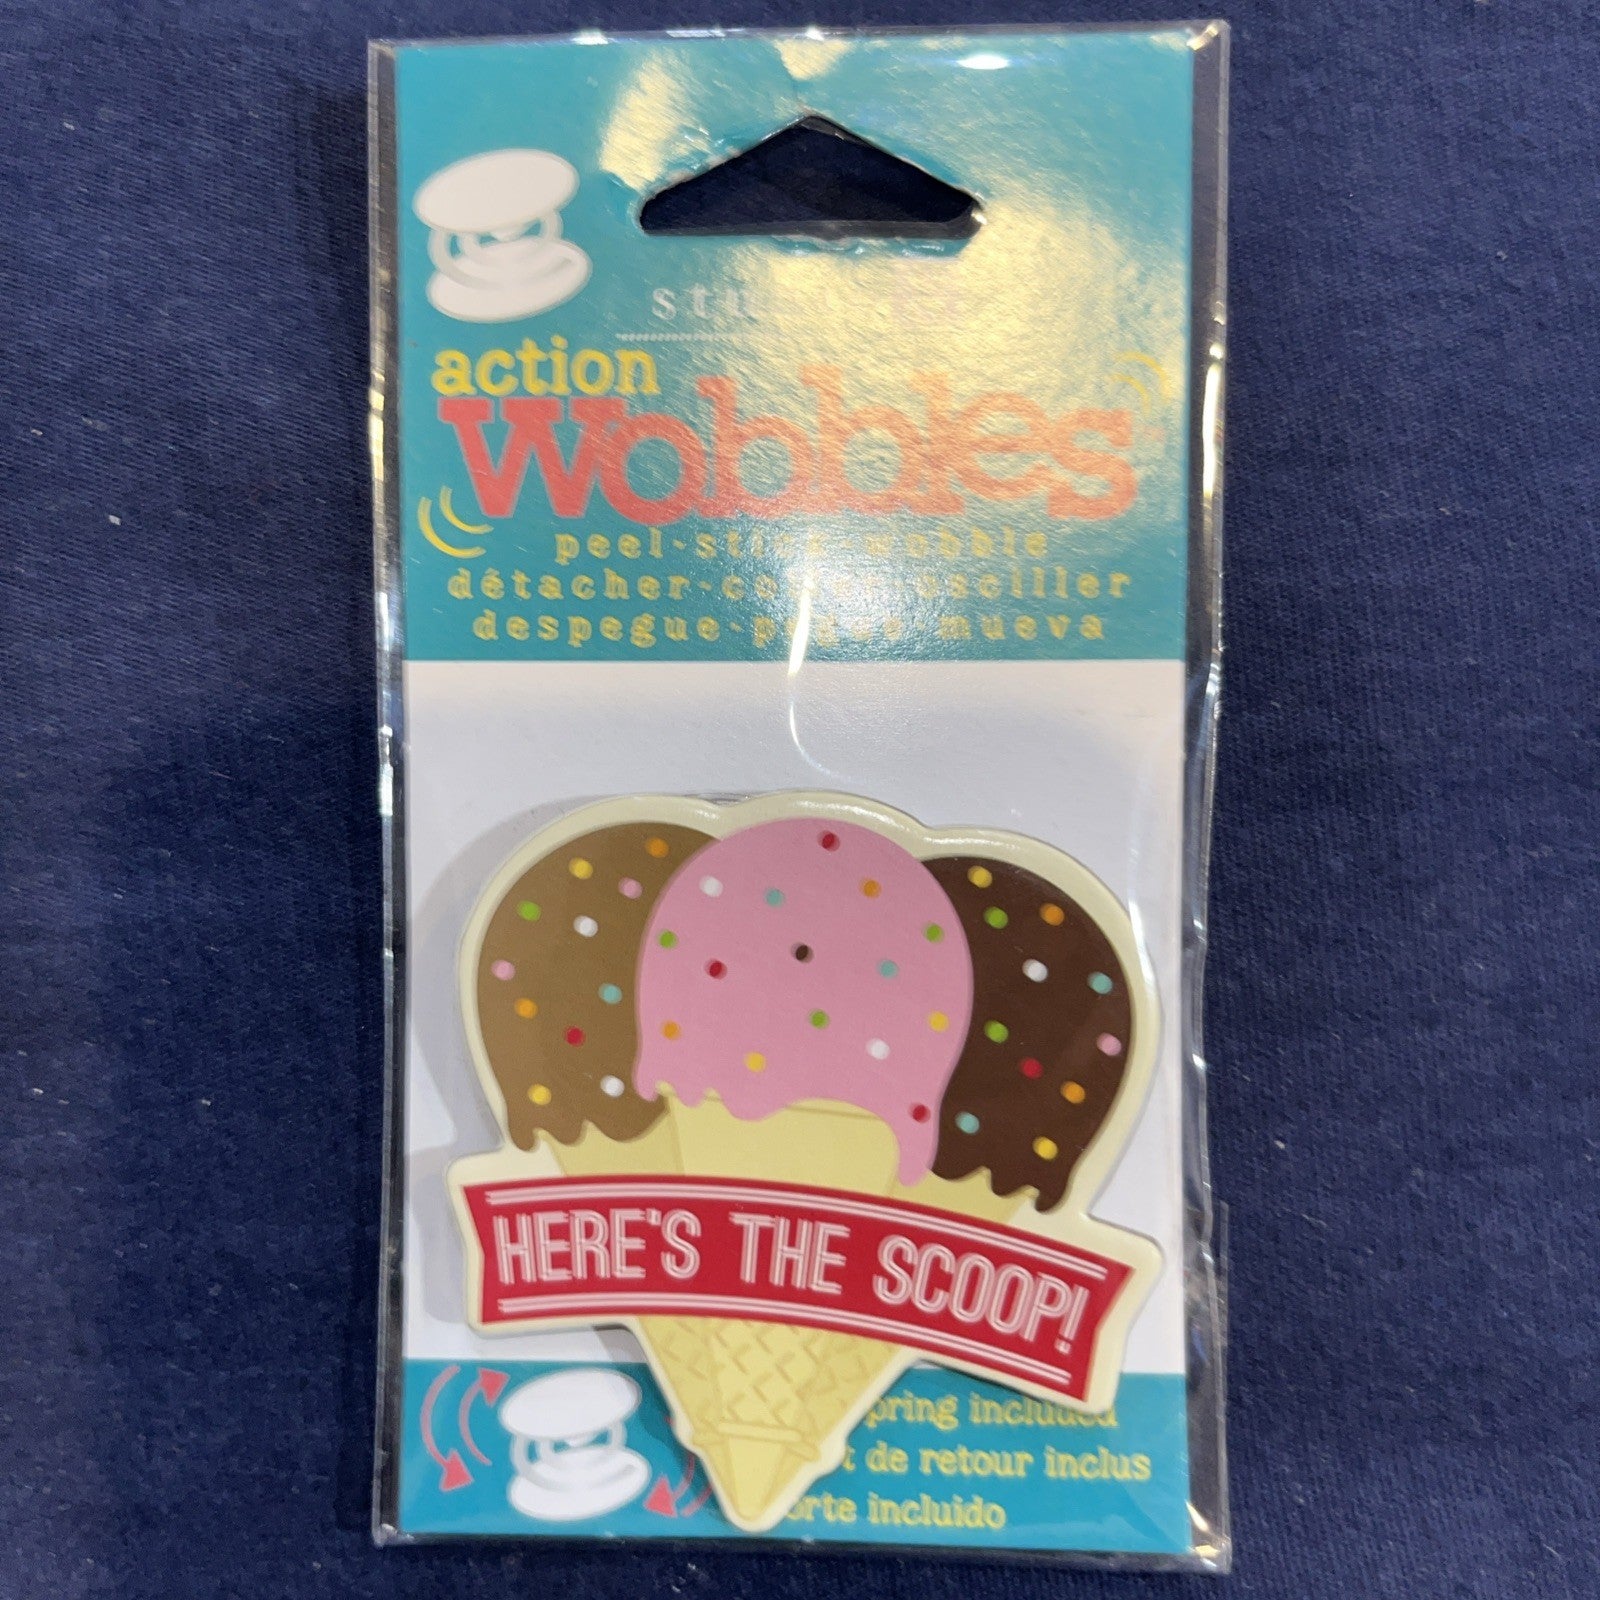 action
Wobbles
peel-stick-wobble
détacher-coller-osciller
despegue-pegue-mueva
HERE'S THE SCOOP!
included
de retour inclus
incluido